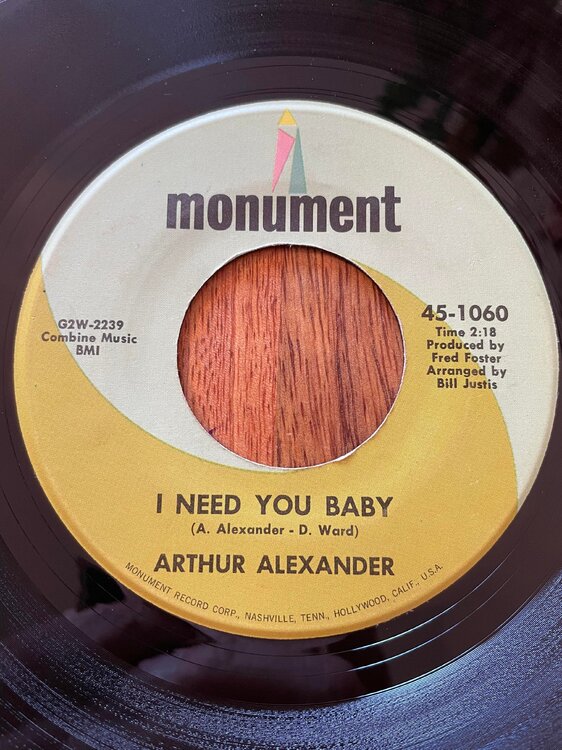 monument
G2W-2239
Combine Music
BMI
45-1060
Time 2:18
Produced by
Fred Foster
Arranged by
Bill Justis
I NEED YOU BABY
(A. Alexander - D. Ward)
ARTHUR ALEXANDER
MONUMENT RECORD CORP., NASHVILLE, TENN., HOLLYWOOD, CALIF., U.S.A.